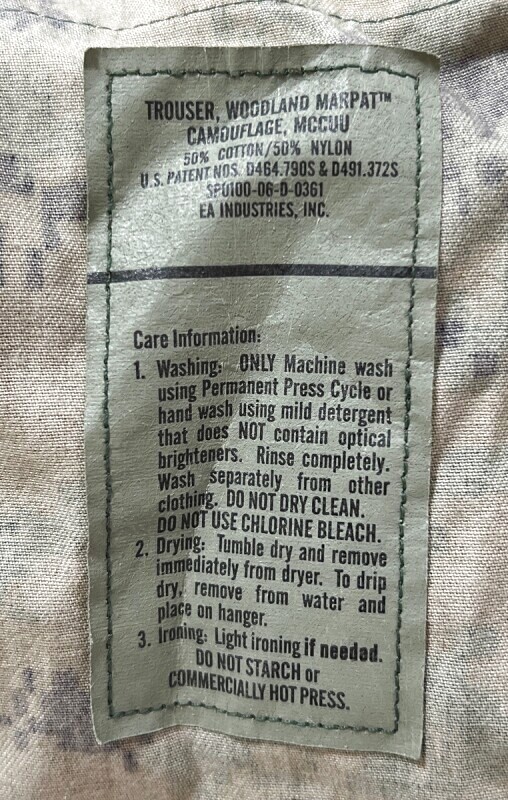 TROUSER, WOODLAND MARPAT™
CAMOUFLAGE, MCCUU
50% COTTON/50% NYLON
U.S. PATENT NOS. D464.790S & D491.372S
SP0100-06-D-0361
EA INDUSTRIES, INC.
Care Information:
1. Washing: ONLY Machine wash
using Permanent Press Cycle or
hand wash using mild detergent
that does NOT contain optical
brighteners. Rinse completely.
Wash separately from other
clothing. DO NOT DRY CLEAN.
DO NOT USE CHLORINE BLEACH.
2. Drying: Tumble dry and remove
immediately from dryer. To drip
dry, remove from water and
place on hanger.
3. Ironing: Light ironing if needed.
DO NOT STARCH or
COMMERCIALLY HOT PRESS.